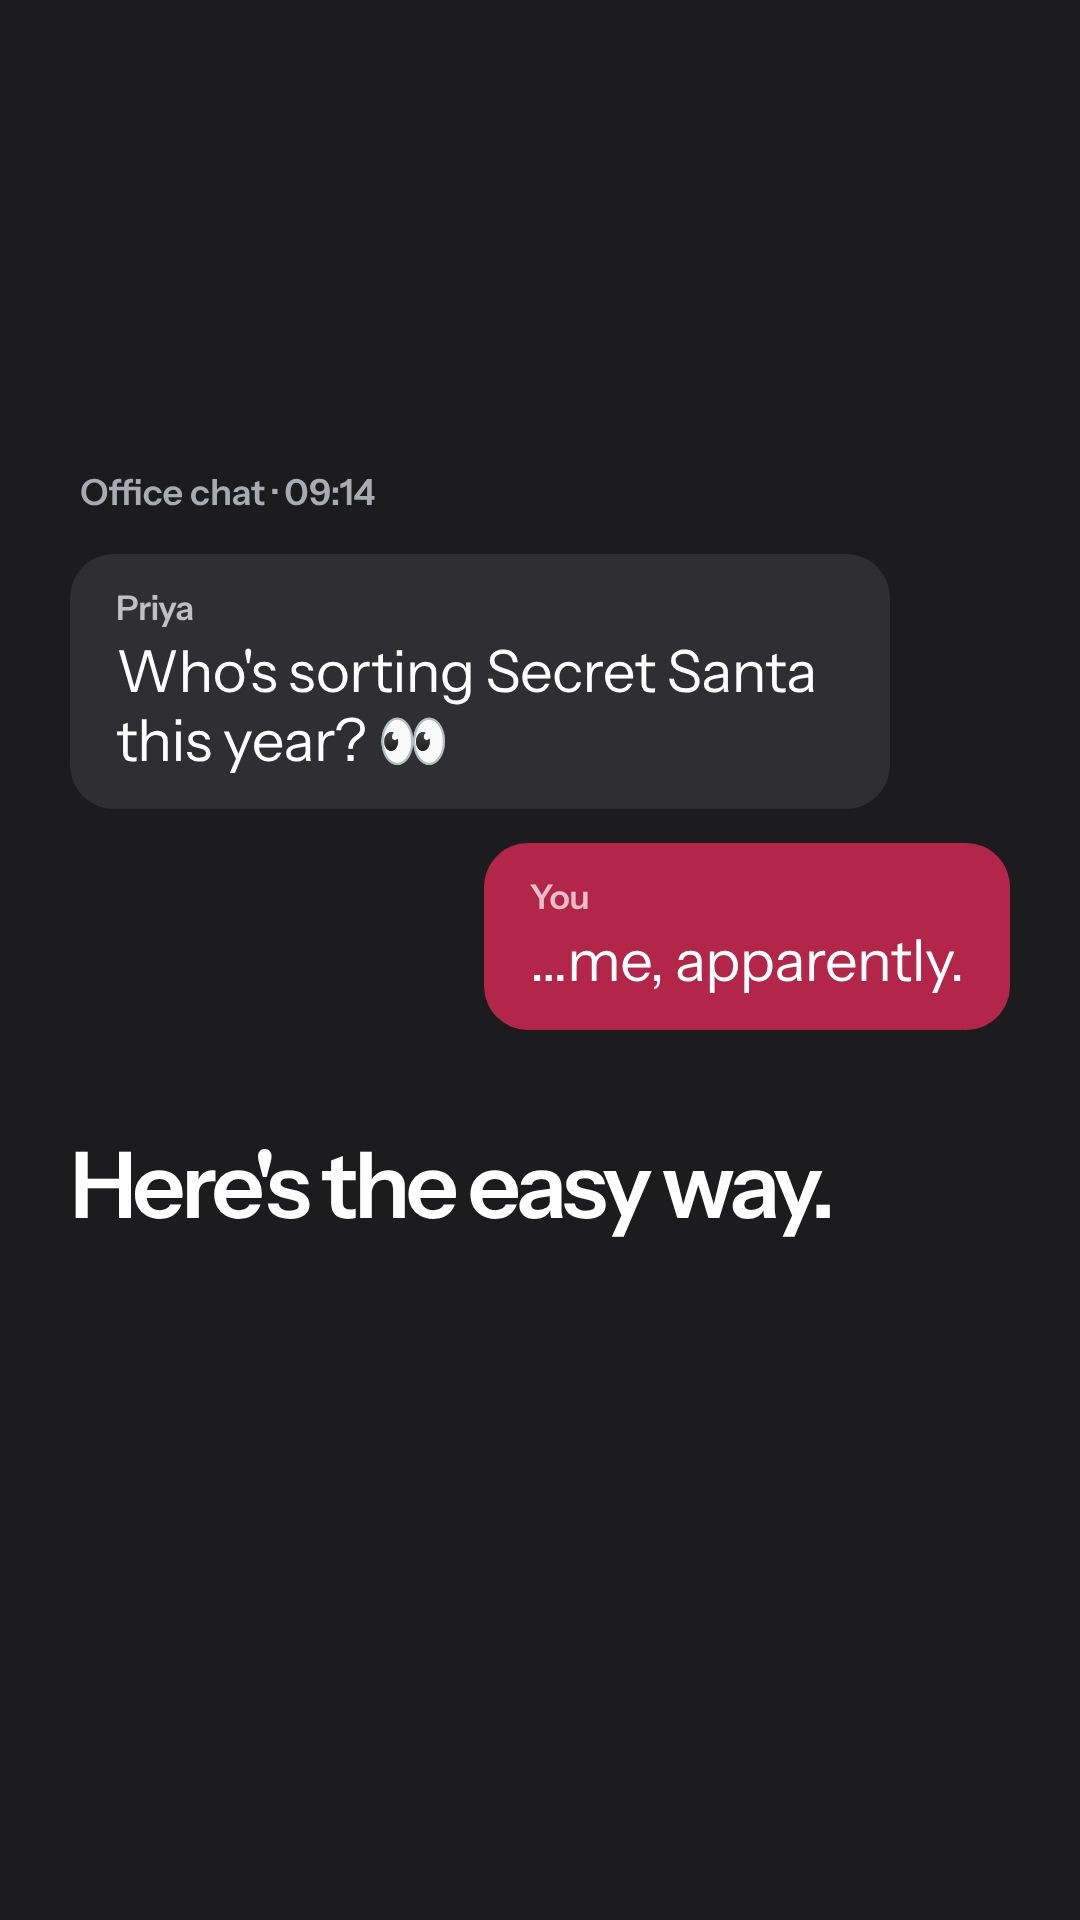 Office chat · 09:14
Priya
Who's sorting Secret Santa
this year? 👀
You
...me, apparently.
Here's the easy way.